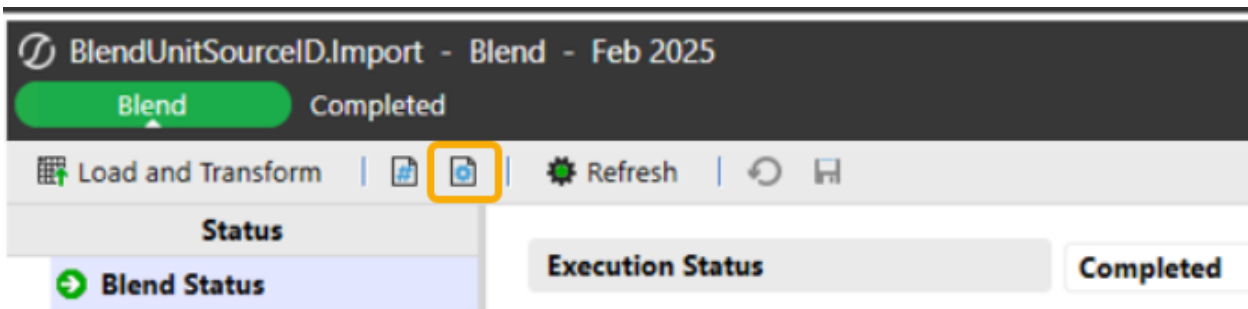 BlendUnitSourceID.Import - Blend - Feb 2025
Blend Completed
Load and Transform # Refresh
Status
Execution Status Completed
Blend Status